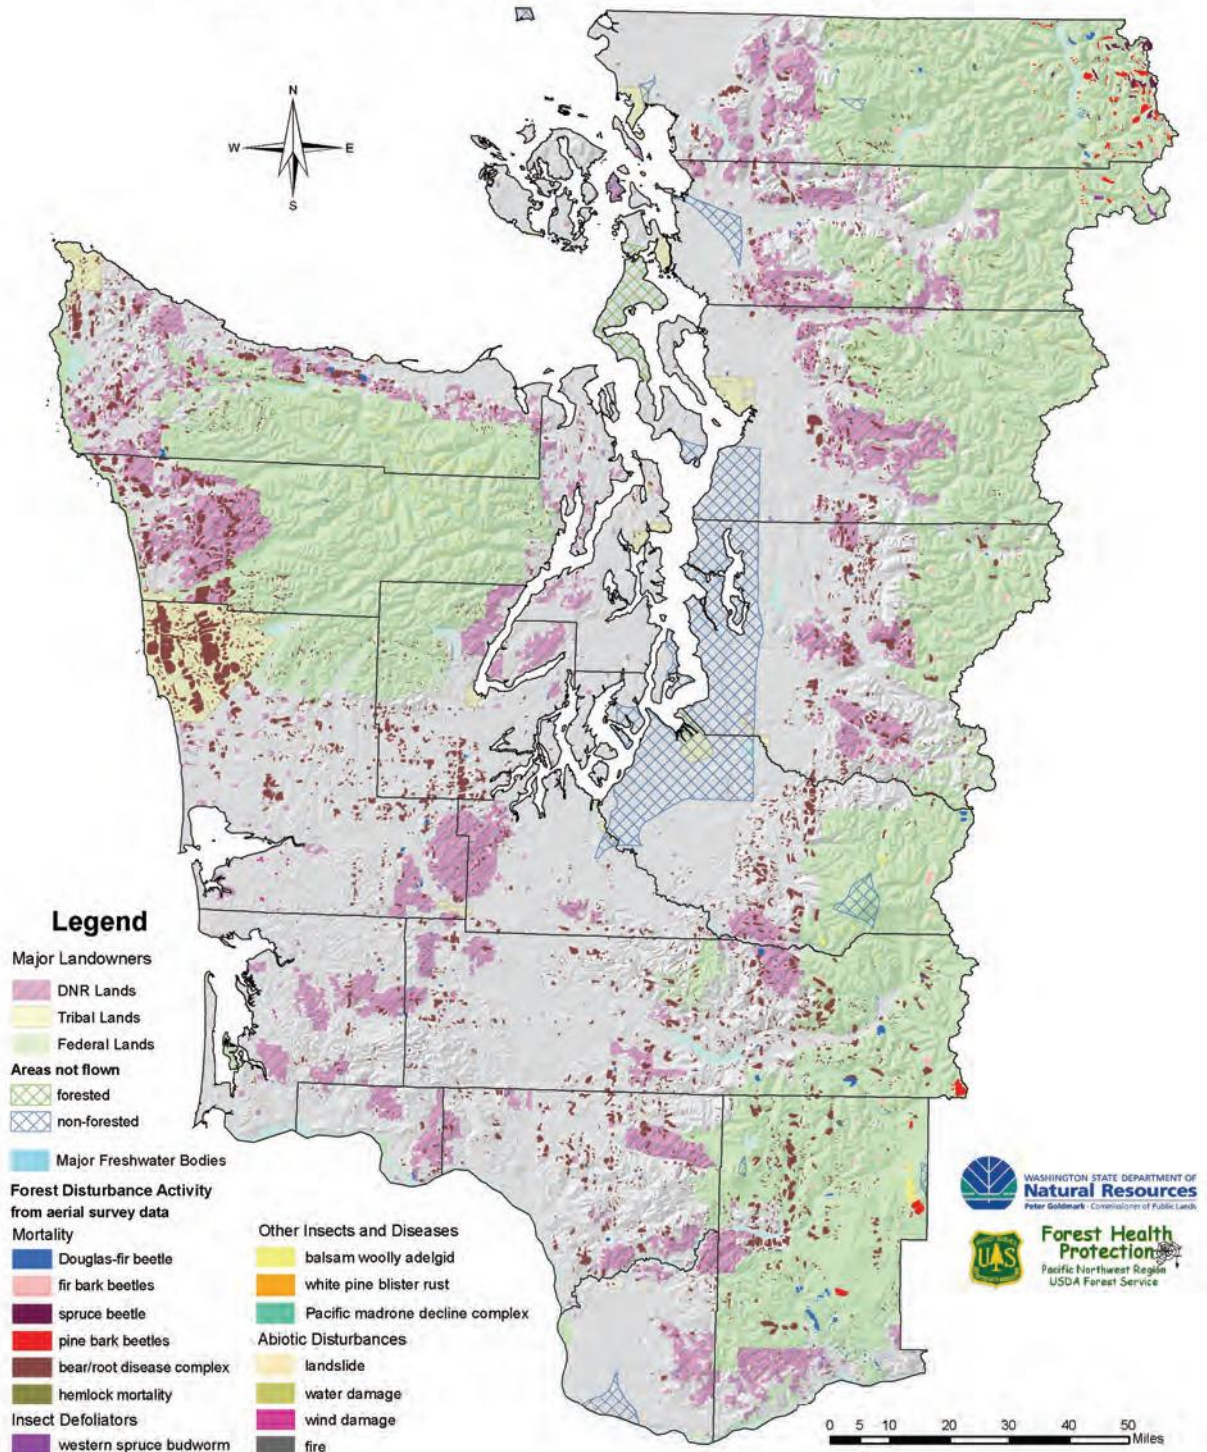 N
W E
S
Legend
Major Landowners
DNR Lands
Tribal Lands
Federal Lands
Areas not flown
forested
non-forested
Major Freshwater Bodies
Forest Disturbance Activity
from aerial survey data
Mortality
Douglas-fir beetle
fir bark beetles
spruce beetle
pine bark beetles
bear/root disease complex
hemlock mortality
Insect Defoliators
western spruce budworm
Other Insects and Diseases
balsam woolly adelgid
white pine blister rust
Pacific madrone decline complex
Abiotic Disturbances
landslide
water damage
wind damage
fire
WASHINGTON STATE DEPARTMENT OF
Natural Resources
Peter Goldmark - Commissioner of Public Lands
UAS
Forest Health
Protection
Pacific Northwest Region
USDA Forest Service
0 5 10 20 30 40 50
Miles